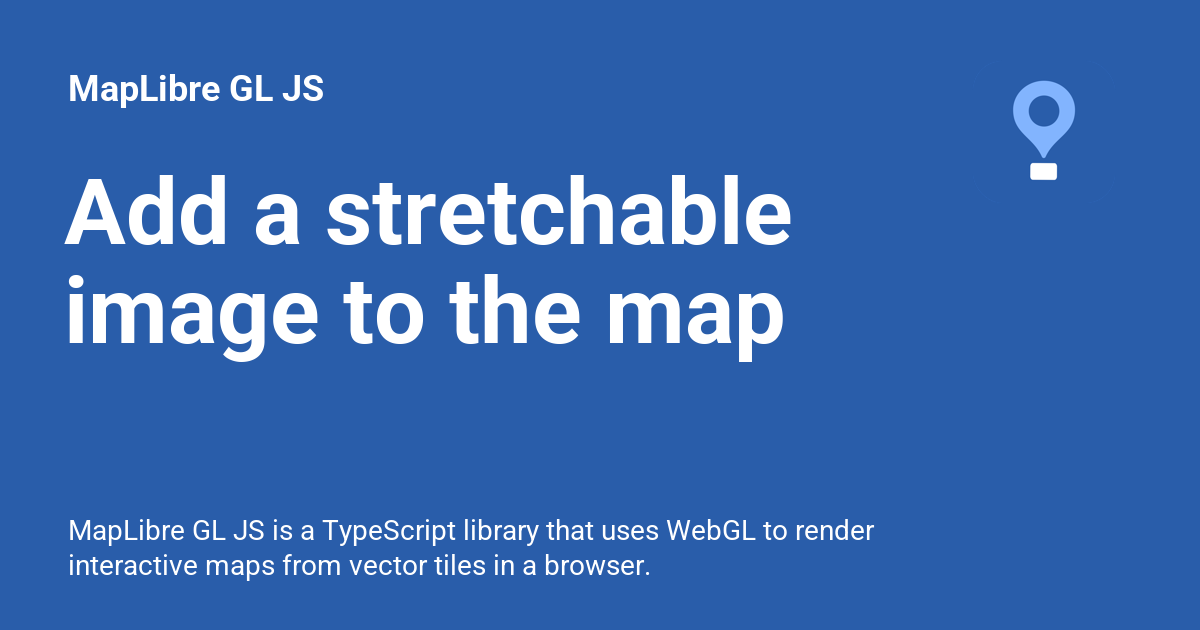 MapLibre GL JS
Add a stretchable
image to the map
MapLibre GL JS is a TypeScript library that uses WebGL to render
interactive maps from vector tiles in a browser.